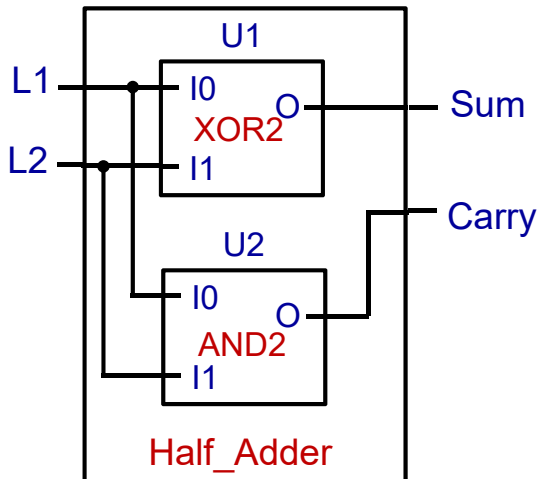 U1
L1
I0
O
Sum
XOR2
L2
I1
Carry
U2
I0
O
AND2
I1
Half_Adder